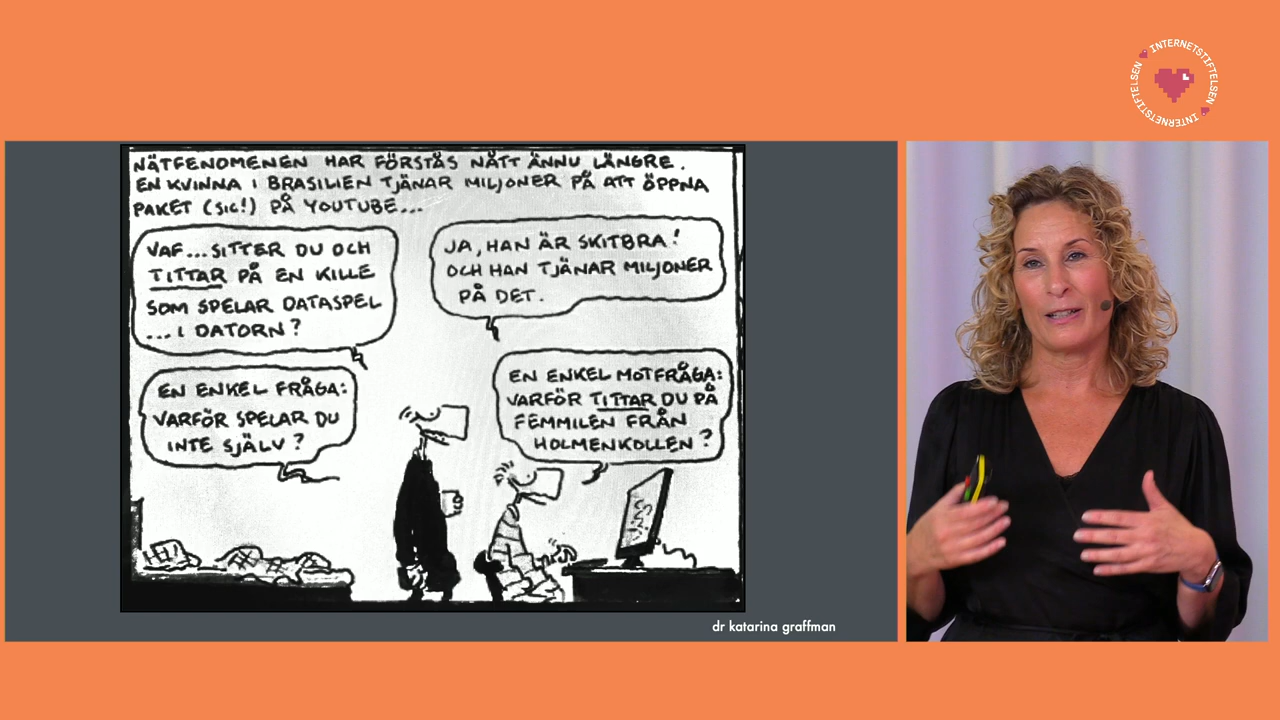 INTERNETSTIFTELSEN
INTERNETSTIFTELSEN
NÄTFENOMENEN HAR FÖRSTÅS NÅTT ÄNNU LÄNGRE.
EN KVINNA I BRASILIEN TJÄNAR MILJONER PÅ ATT ÖPPNA
PAKET (SIC!) PÅ YOUTUBE...
VAF...SITTER DU OCH
TITTAR PÅ EN KILLE
SOM SPELAR DATASPEL
...I DATORN?
JA, HAN ÄR SKITBRA!
OCH HAN TJÄNAR MILJONER
PÅ DET.
EN ENKEL FRÅGA:
VARFÖR SPELAR DU
INTE SJÄLV?
EN ENKEL MOTFRÅGA:
VARFÖR TITTAR DU PÅ
FEMMILEN FRÅN
HOLMENKOLLEN?
dr katarina graffman